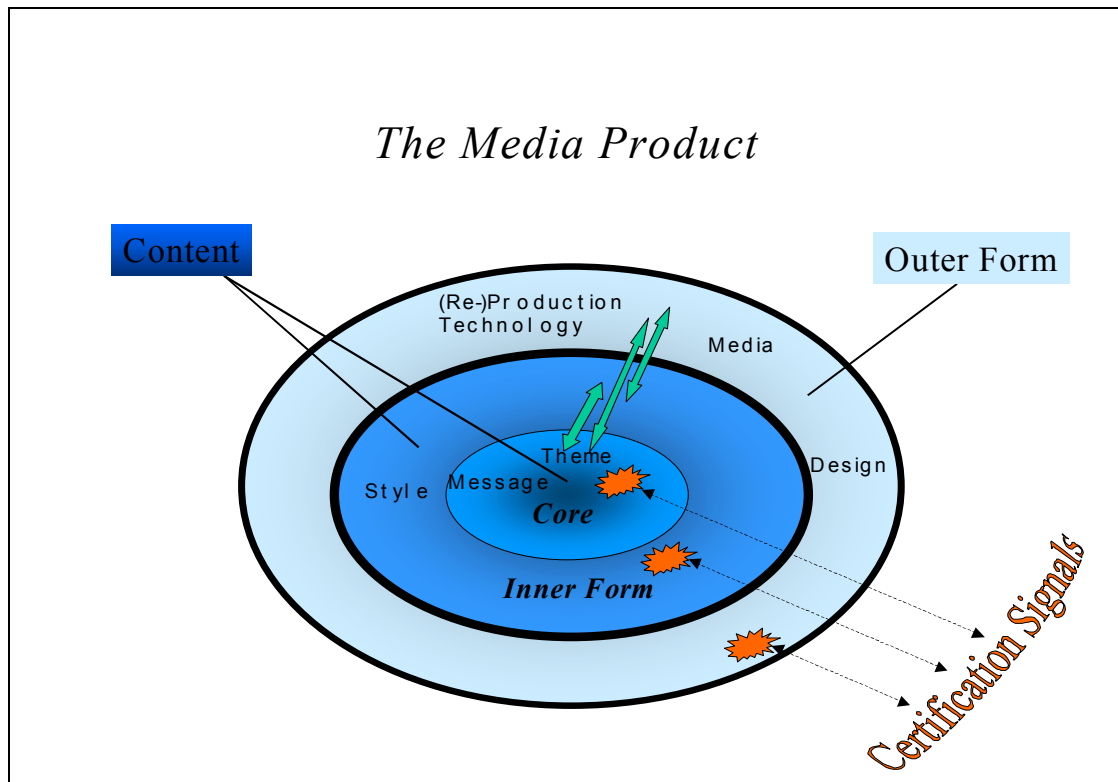 The Media Product
Content
Outer Form
(Re-)Production
Technology
Media
Theme
Design
Style
Message
Core
Inner Form
Certification Signals